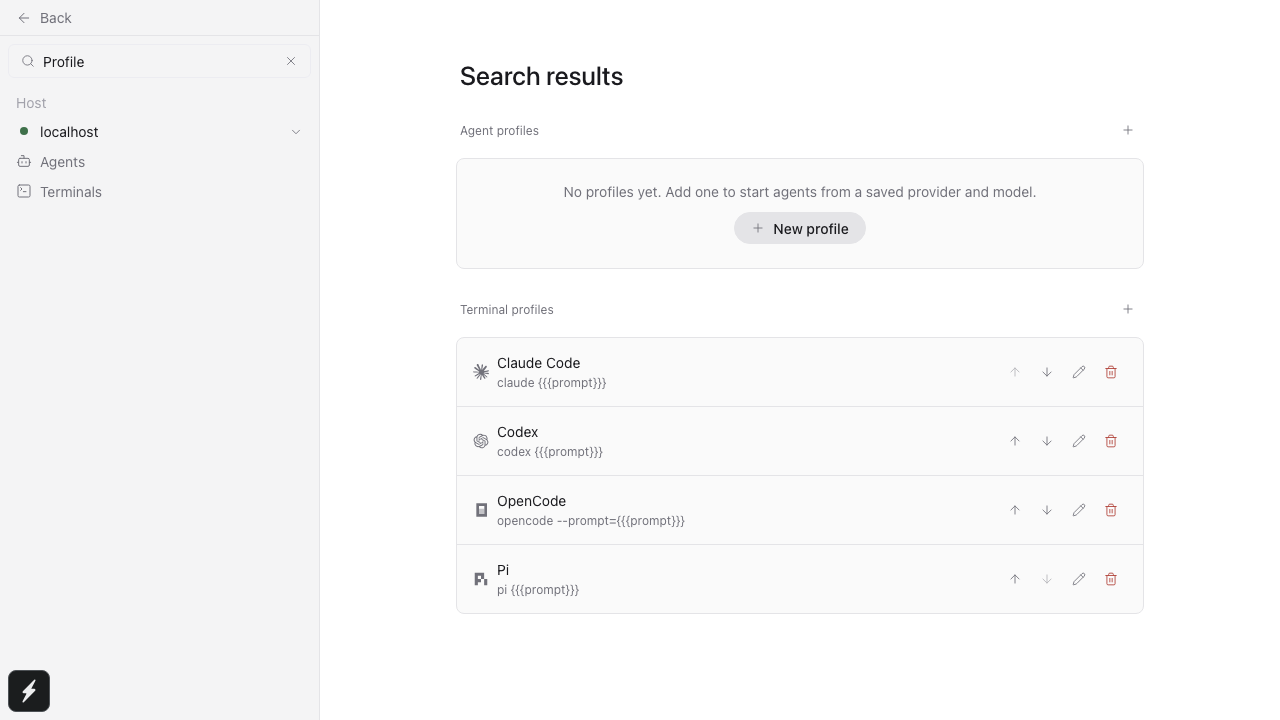 Back
Profile
Host
localhost
Agents
Terminals
Search results
Agent profiles
No profiles yet. Add one to start agents from a saved provider and model.
New profile
Terminal profiles
Claude Code
claude {{{prompt}}}
Codex
codex {{{prompt}}}
OpenCode
opencode --prompt={{{prompt}}}
Pi
pi {{{prompt}}}